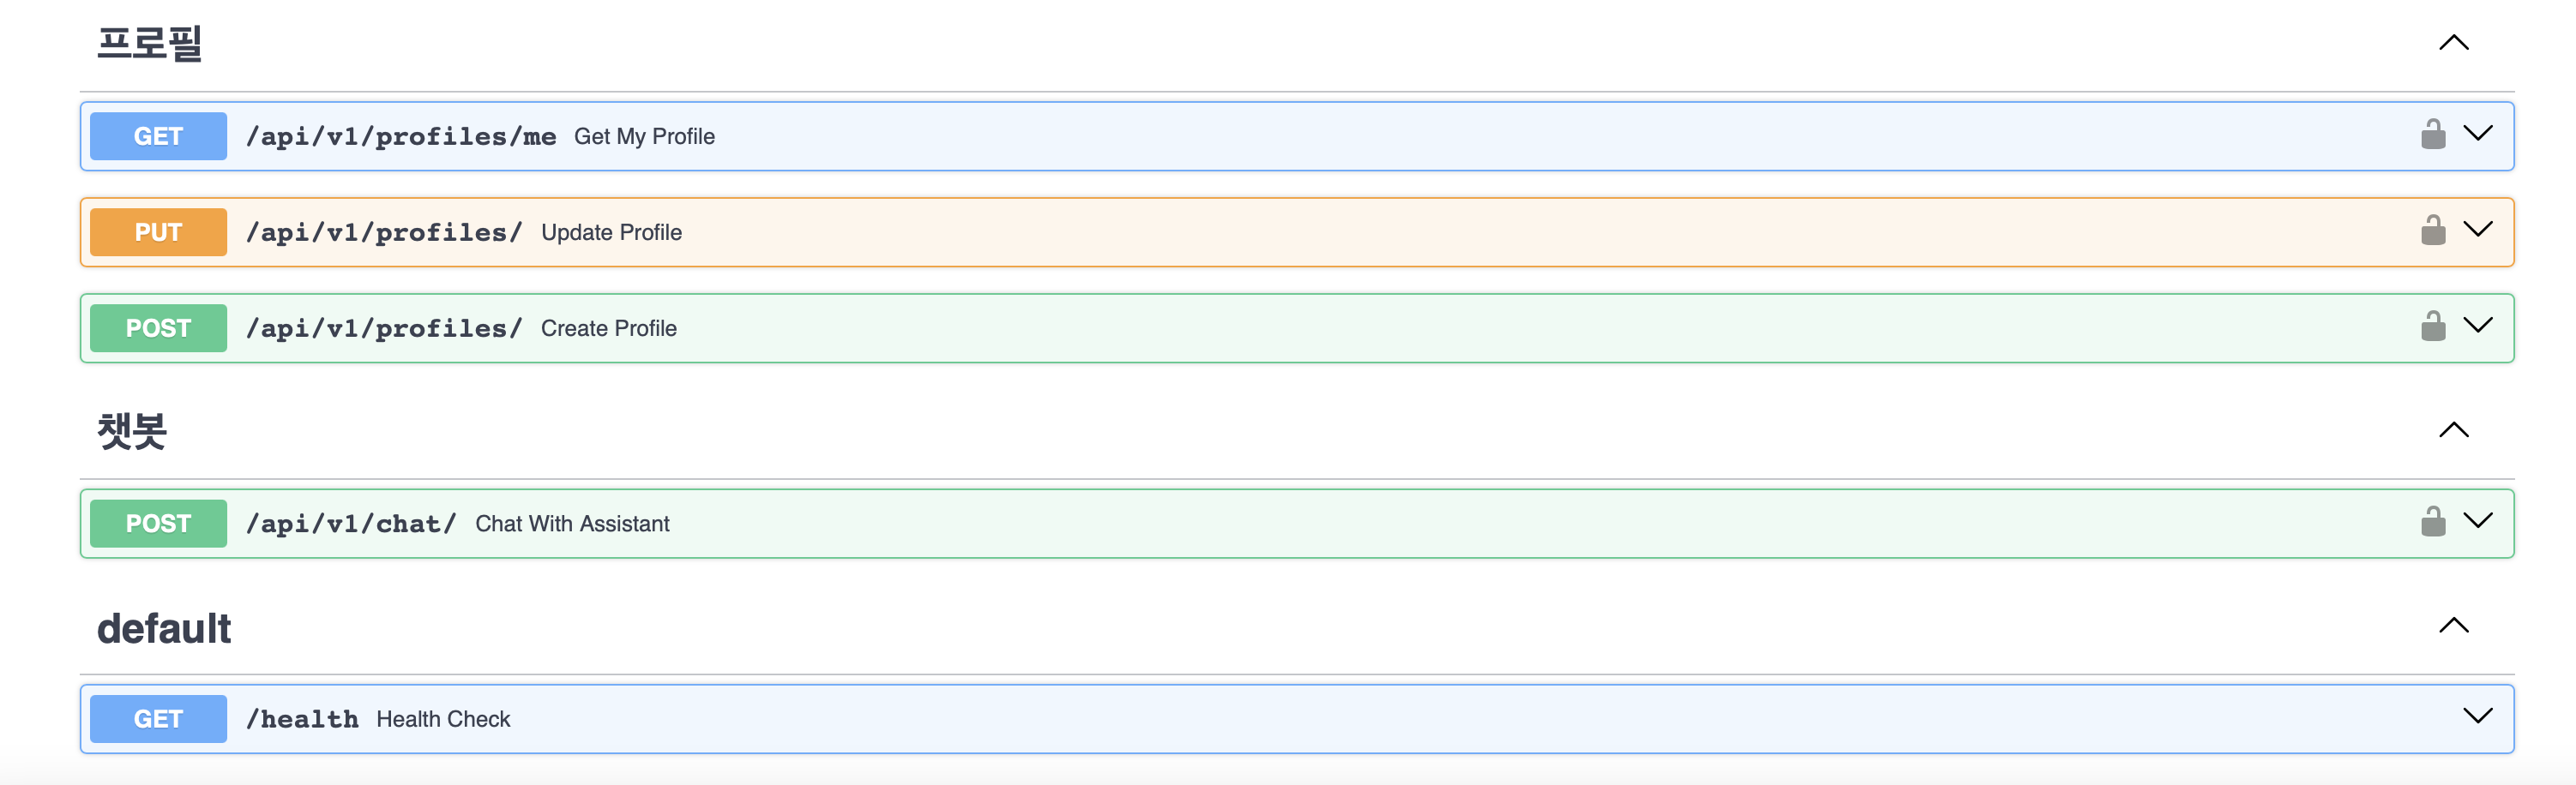 프로필
GET /api/v1/profiles/me Get My Profile
PUT /api/v1/profiles/ Update Profile
POST /api/v1/profiles/ Create Profile
챗봇
POST /api/v1/chat/ Chat With Assistant
default
GET /health Health Check